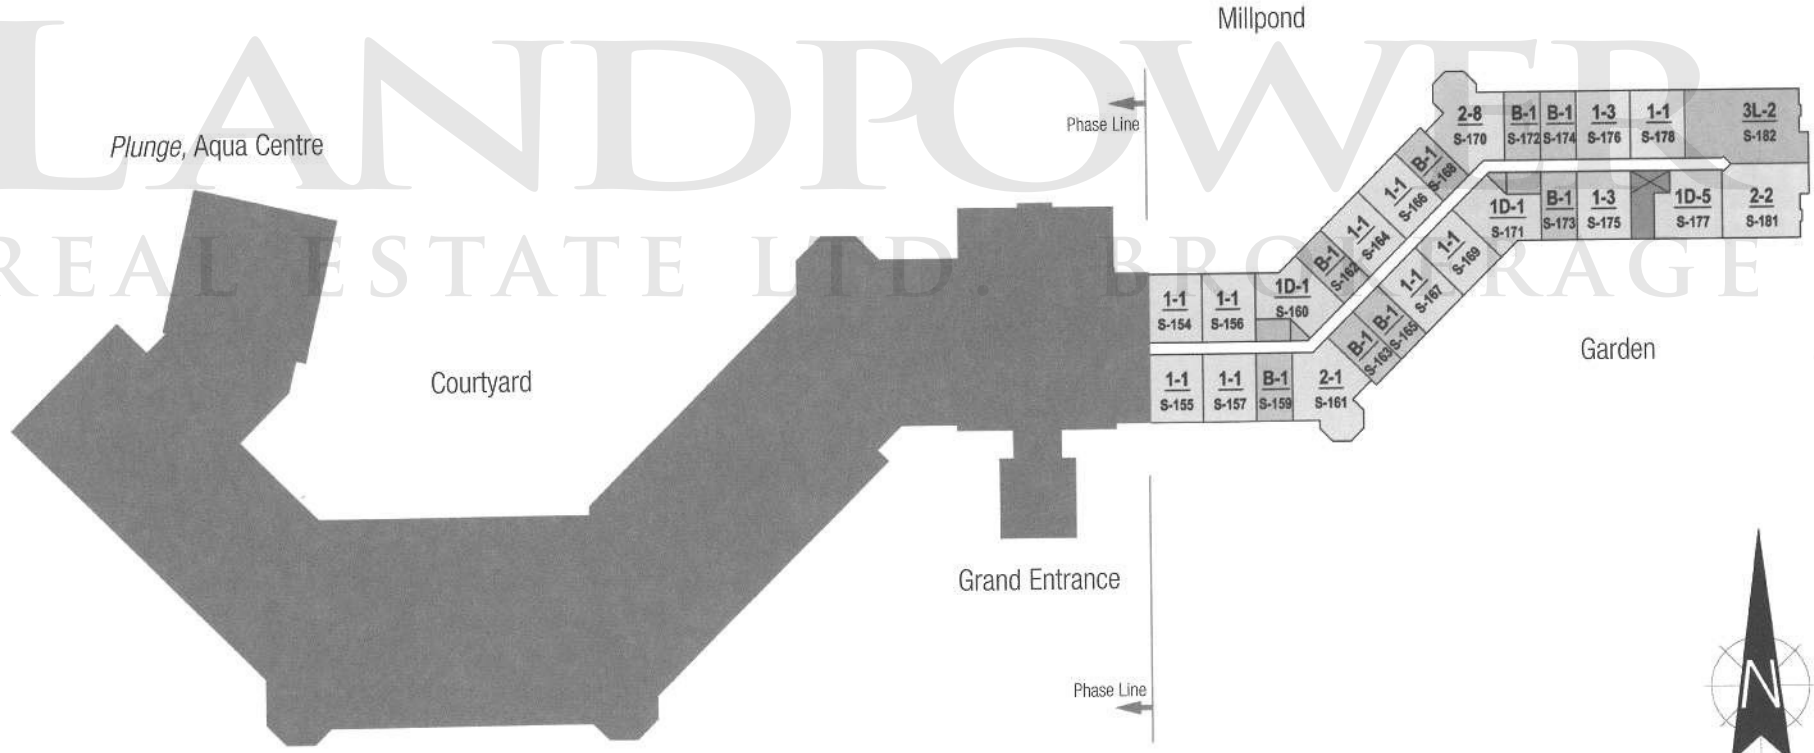 LANDPOWER
REAL ESTATE LTD. BROKERAGE
Millpond
Phase Line
Plunge, Aqua Centre
2-8
S-170
B-1
S-172
B-1
S-174
1-3
S-176
1-1
S-178
3L-2
S-182
B-1
S-168
1-1
S-166
1-1
S-164
B-1
S-162
1D-1
S-160
1-1
S-156
1-1
S-154
1D-1
S-171
B-1
S-173
1-3
S-175
1D-5
S-177
2-2
S-181
1-1
S-169
1-1
S-167
B-1
S-165
B-1
S-163
2-1
S-161
B-1
S-159
1-1
S-157
1-1
S-155
Garden
Courtyard
Grand Entrance
Phase Line
N